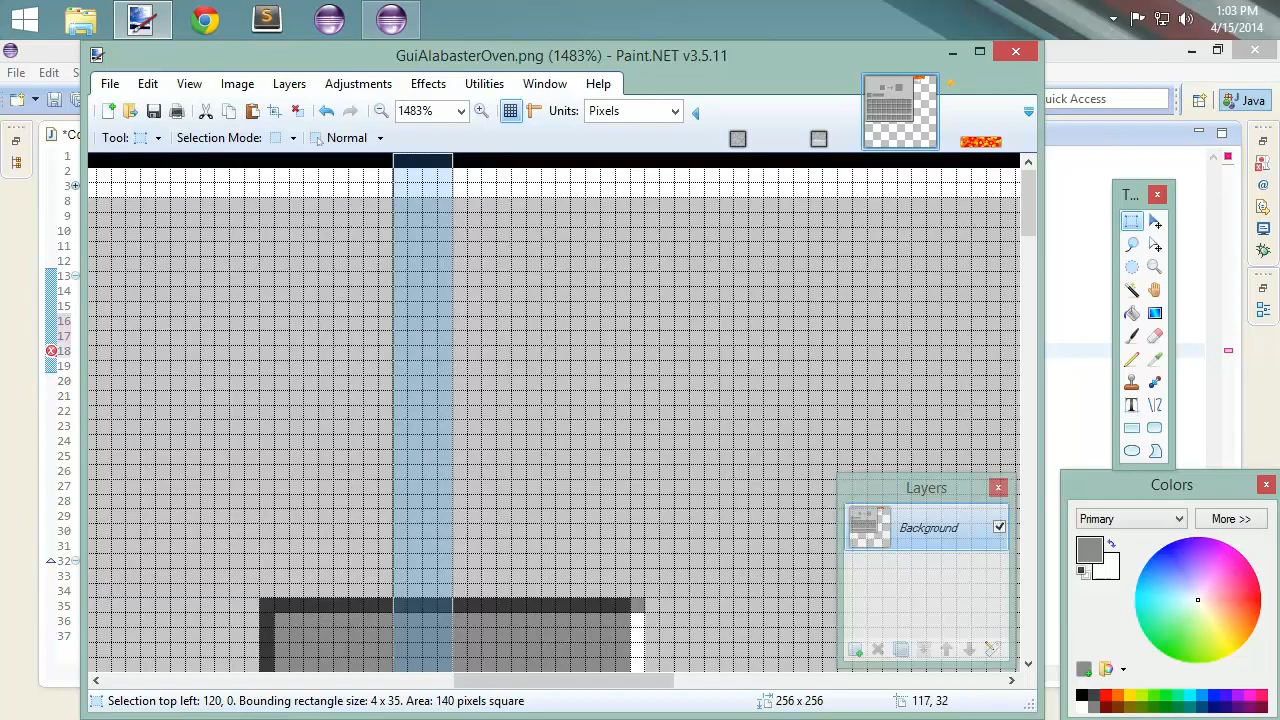 1:03 PM
4/15/2014
GuiAlabasterOven.png (1483%) - Paint.NET v3.5.11
File Edit S
File Edit View Image Layers Adjustments Effects Utilities Window Help
1483% Units: Pixels
uick Access
Java
Tool: Selection Mode: Normal
*Co
1
2
3
8
9
10
11
12
13
14
15
16
17
18
19
20
21
22
23
24
25
26
27
28
29
30
31
32
33
34
35
36
37
T...
Layers
Background
Colors
Primary
More >>
Selection top left: 120, 0. Bounding rectangle size: 4 x 35. Area: 140 pixels square
256 x 256
117, 32